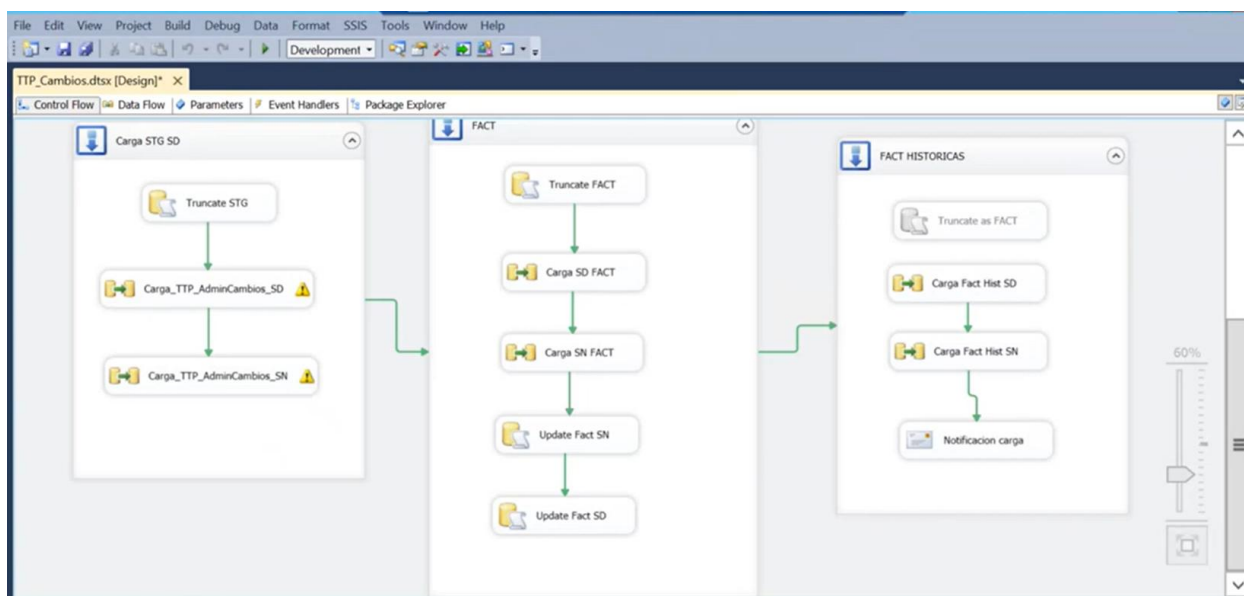 File Edit View Project Build Debug Data Format SSIS Tools Window Help
Development
TTP_Cambios.dtsx [Design]*
Control Flow Data Flow Parameters Event Handlers Package Explorer
Carga STG SD
Truncate STG
Carga_TTP_AdminCambios_SD
Carga_TTP_AdminCambios_SN
FACT
Truncate FACT
Carga SD FACT
Carga SN FACT
Update Fact SN
Update Fact SD
FACT HISTORICAS
Truncate as FACT
Carga Fact Hist SD
Carga Fact Hist SN
Notificacion carga
60%